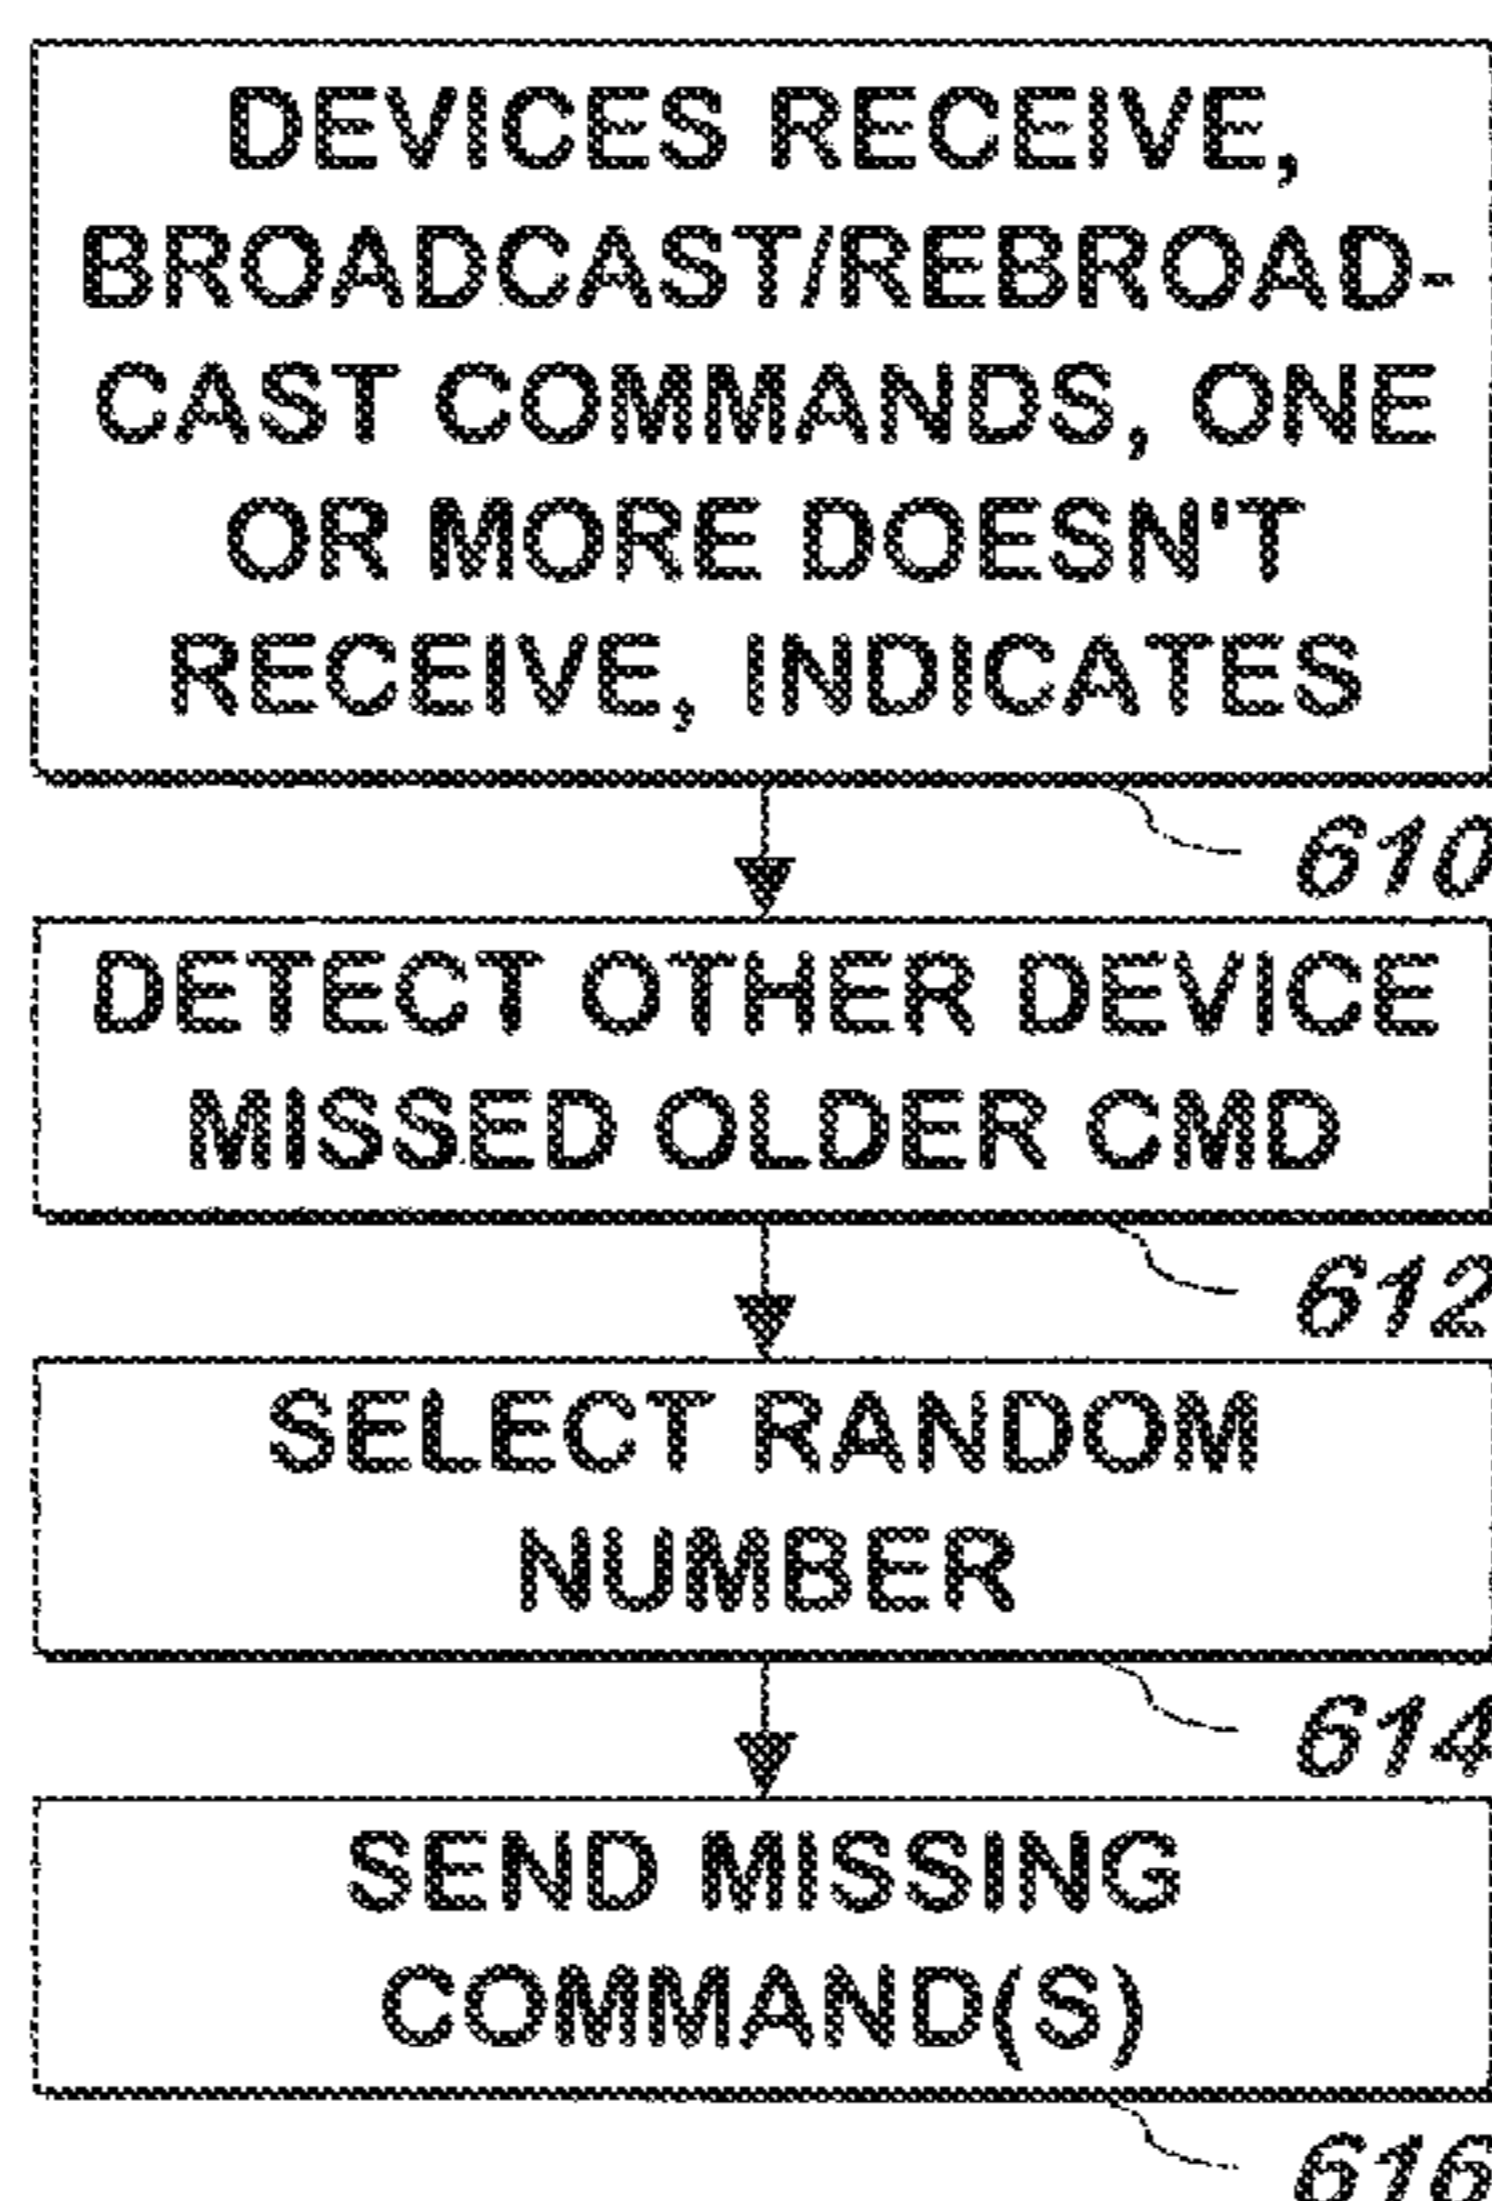 DEVICES RECEIVE,
BROADCAST/REBROAD-
CAST COMMANDS, ONE
OR MORE DOESN'T
RECEIVE, INDICATES
610
DETECT OTHER DEVICE
MISSED OLDER CMD
612
SELECT RANDOM
NUMBER
614
SEND MISSING
COMMAND(S)
616